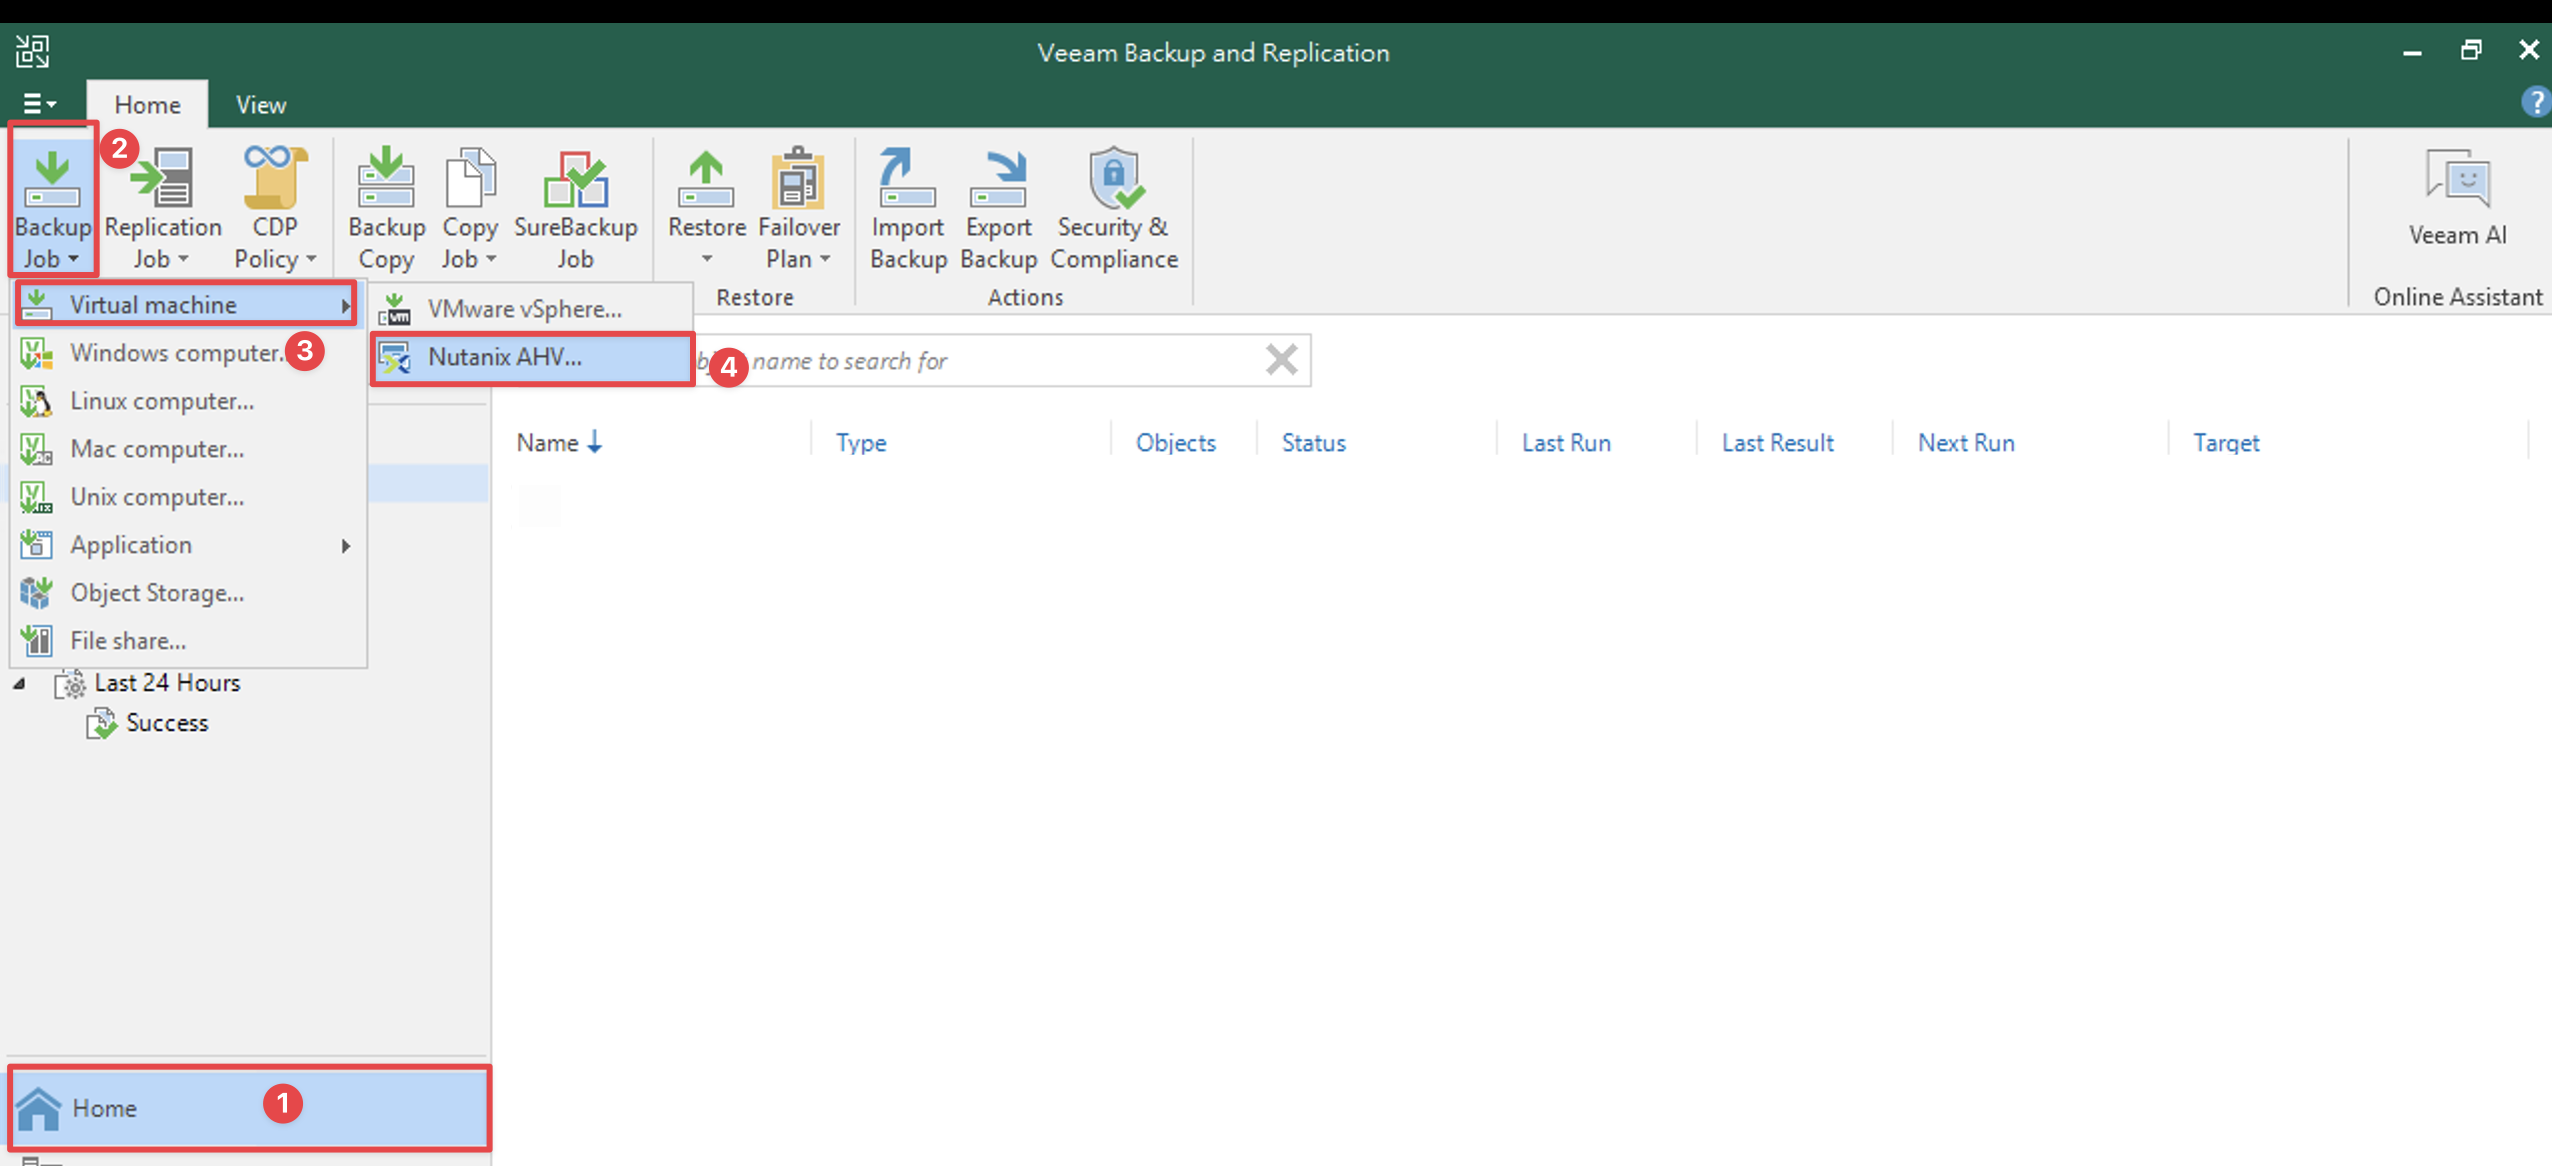 Veeam Backup and Replication
Home
View
?
2
Backup Job
Replication Job
CDP Policy
Backup Copy
Copy Job
SureBackup Job
Restore
Failover Plan
Import Backup
Export Backup
Security & Compliance
Veeam AI
Restore
Actions
Online Assistant
Virtual machine
VMware vSphere...
3
Windows computer.
Nutanix AHV...
4
name to search for
Linux computer...
Name
Type
Objects
Status
Last Run
Last Result
Next Run
Target
Mac computer...
Unix computer...
Application
Object Storage...
File share...
Last 24 Hours
Success
Home
1